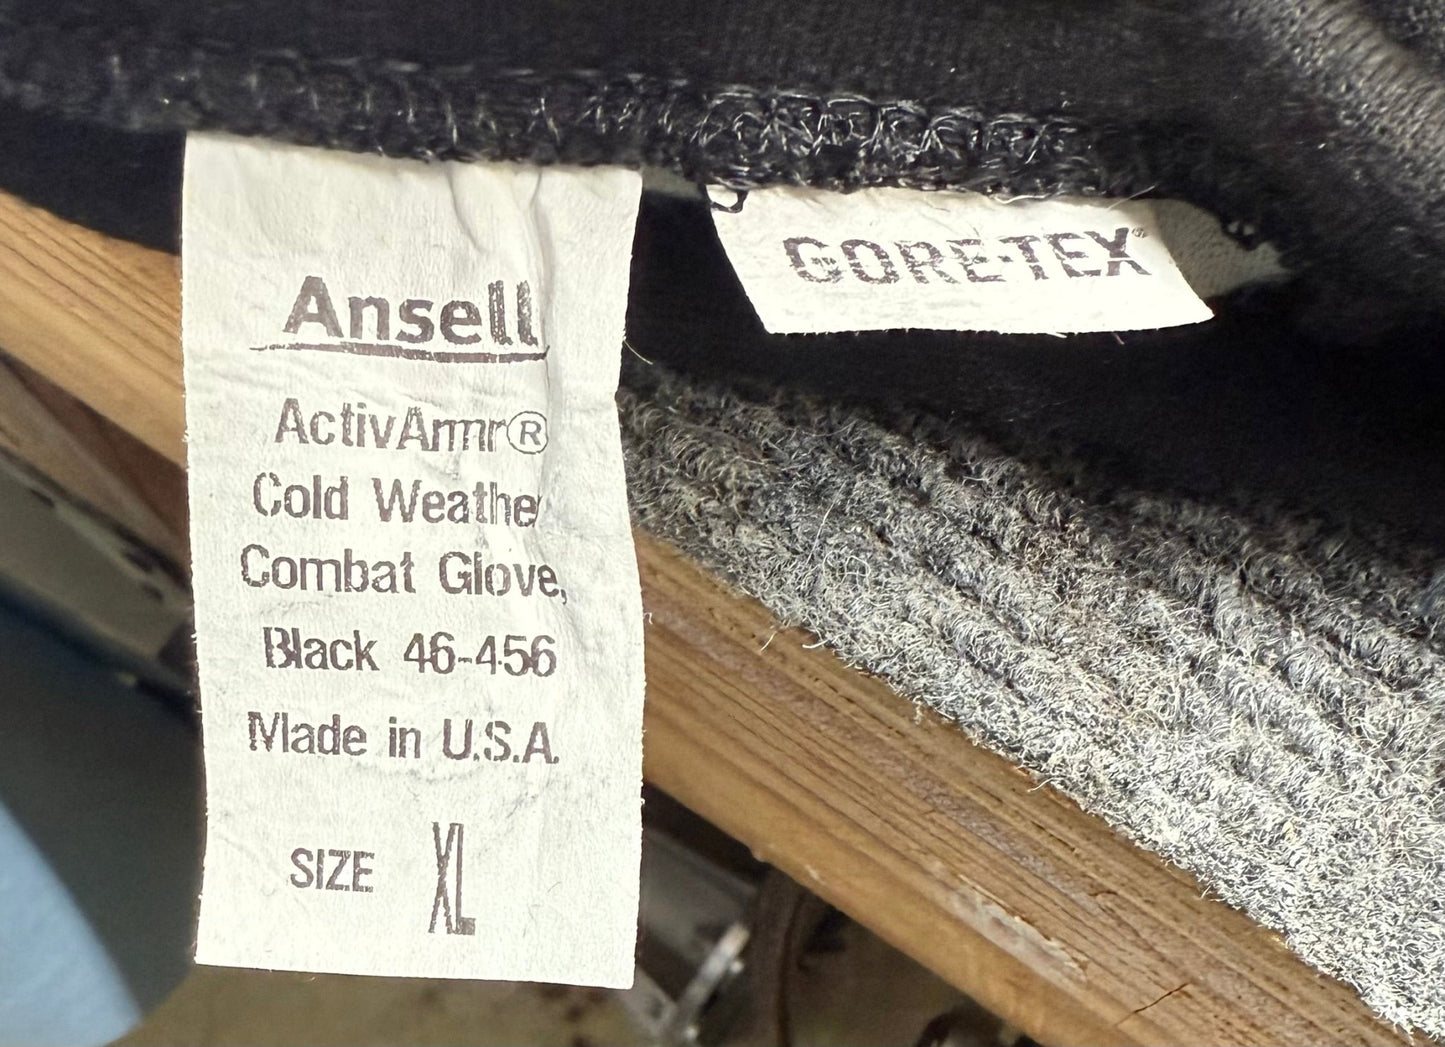 Ansell
ActivArmr®
Cold Weather
Combat Glove,
Black 46-456
Made in U.S.A.
SIZE XL
GORE-TEX®